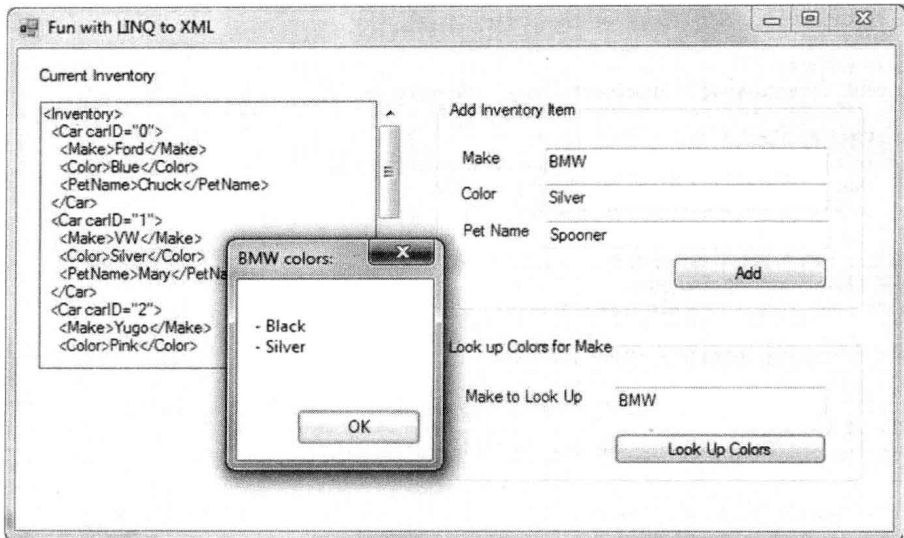 Fun with LINQ to XML
Current Inventory
<Inventory>
<Car carID="0">
<Make>Ford</Make>
<Color>Blue</Color>
<PetName>Chuck</PetName>
</Car>
<Car carID="1">
<Make>VW</Make>
<Color>Silver</Color>
<PetName>Mary</PetNa
</Car>
<Car carID="2">
<Make>Yugo</Make>
<Color>Pink</Color>
BMW colors:
- Black
- Silver
OK
Add Inventory Item
Make BMW
Color Silver
Pet Name Spooner
Add
Look up Colors for Make
Make to Look Up BMW
Look Up Colors